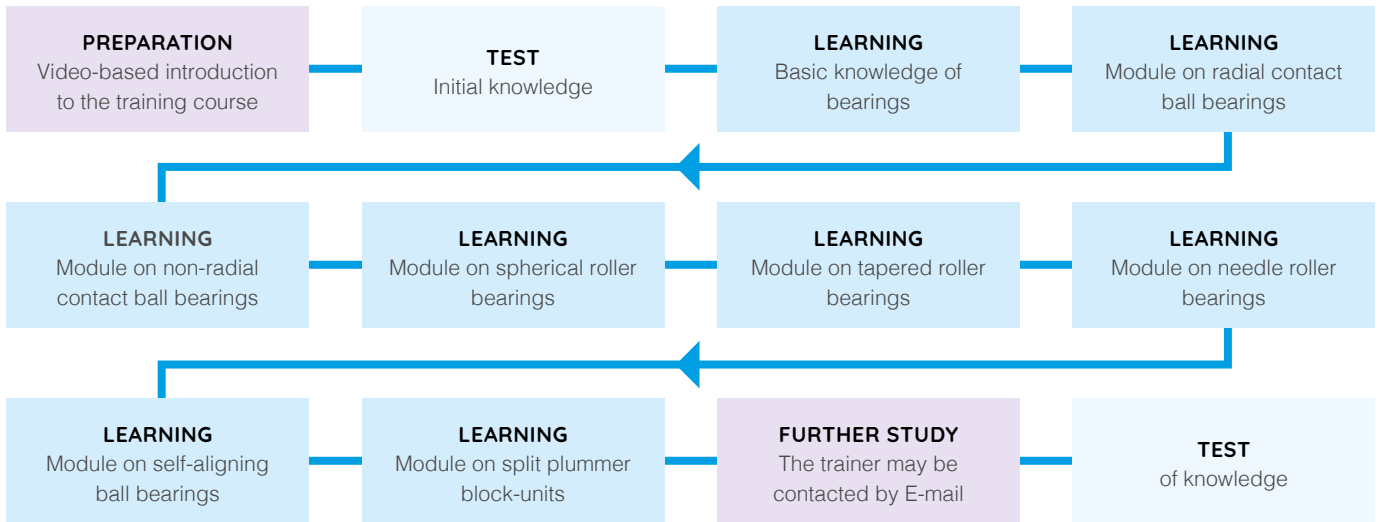 PREPARATION
Video-based introduction
to the training course
TEST
Initial knowledge
LEARNING
Basic knowledge of
bearings
LEARNING
Module on radial contact
ball bearings
LEARNING
Module on non-radial
contact ball bearings
LEARNING
Module on spherical roller
bearings
LEARNING
Module on tapered roller
bearings
LEARNING
Module on needle roller
bearings
LEARNING
Module on self-aligning
ball bearings
LEARNING
Module on split plummer
block-units
FURTHER STUDY
The trainer may be
contacted by E-mail
TEST
of knowledge